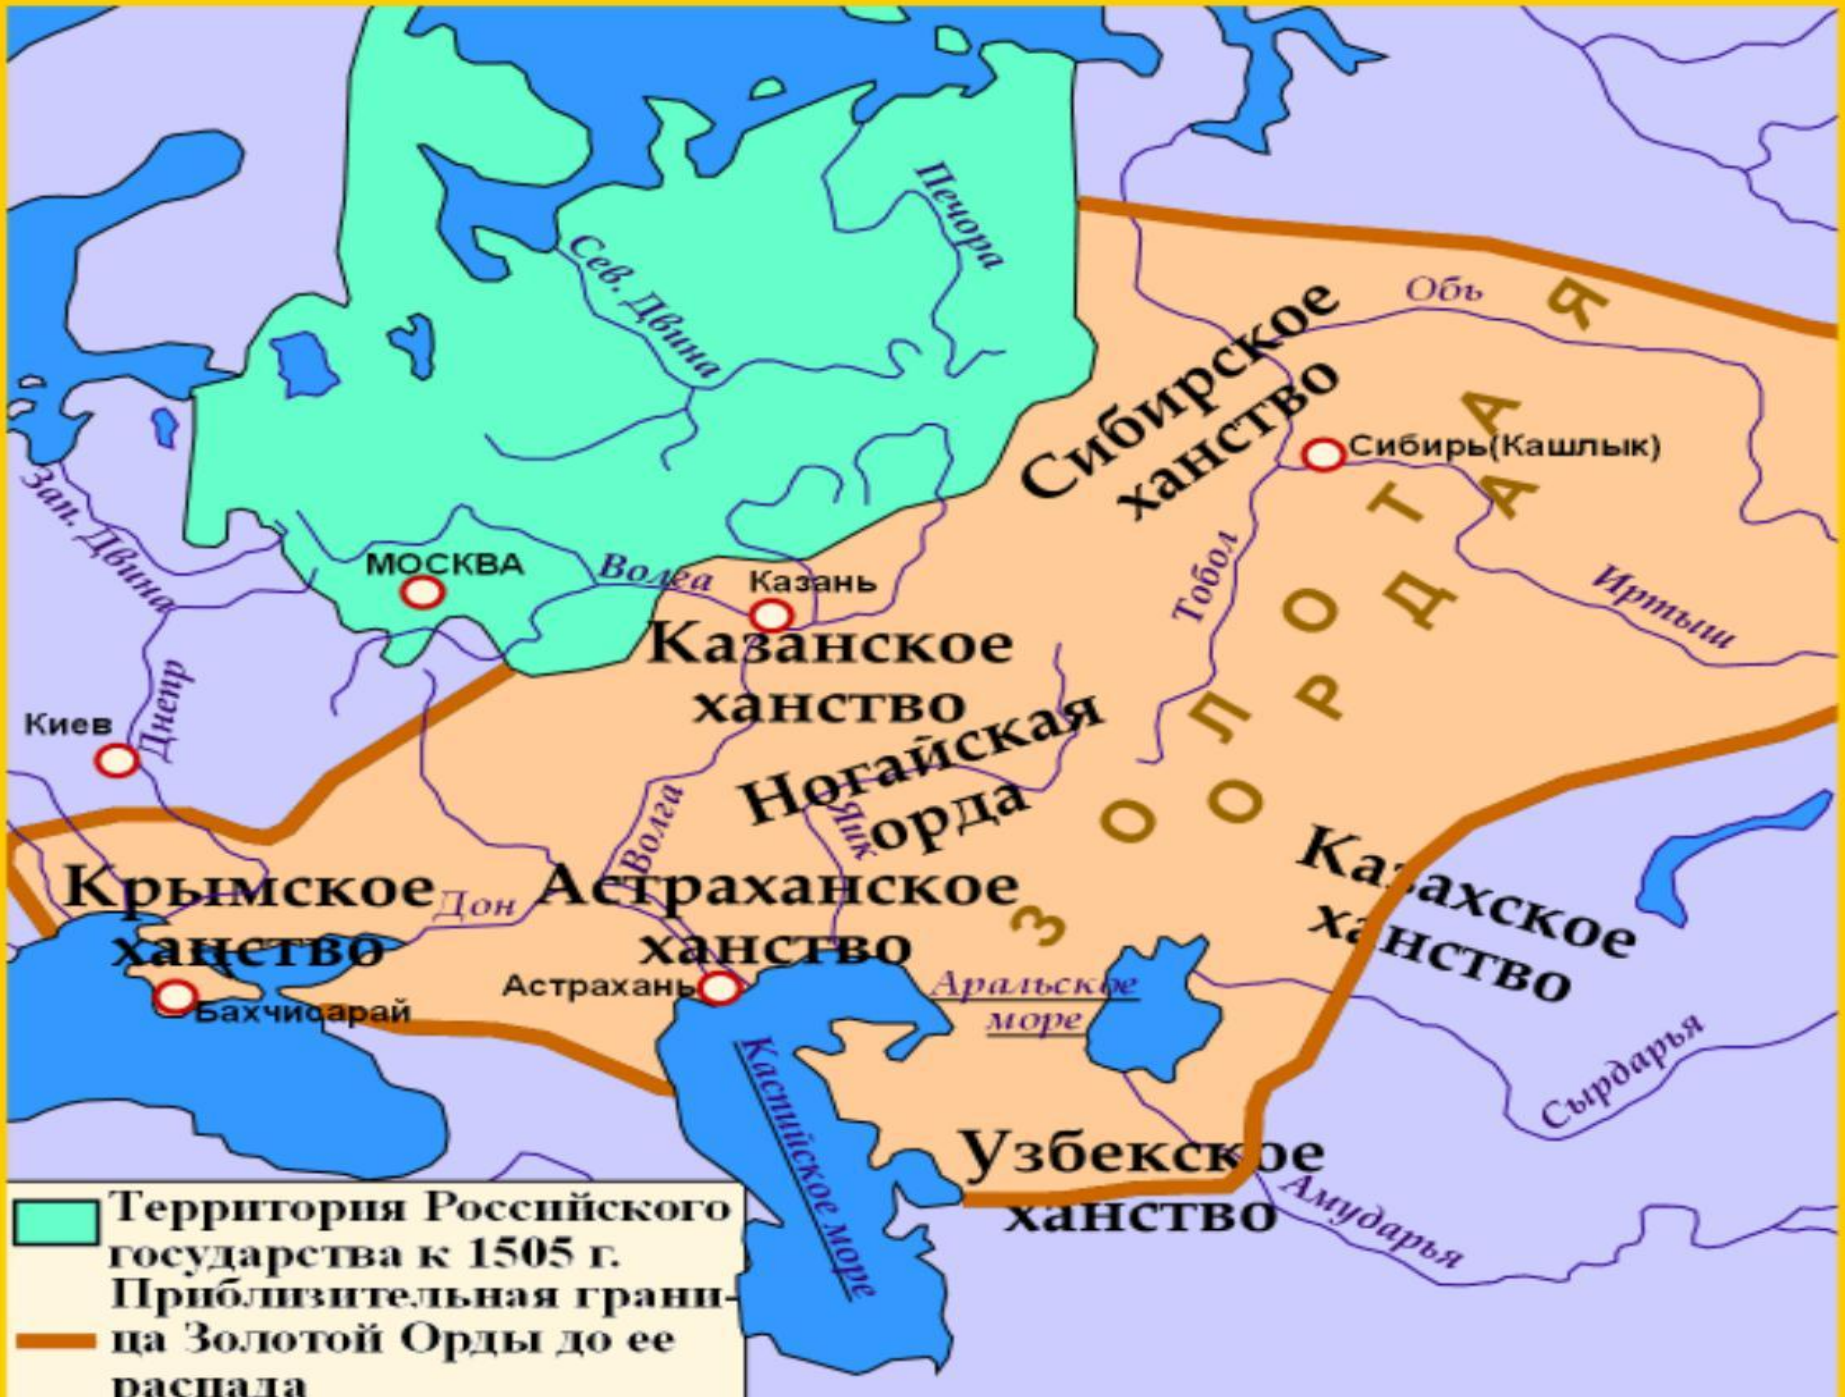 Печора
Сев. Двина
Обь
Сибирское
ханство
Сибирь(Кашлык)
Зап. Двина
МОСКВА
Волга
Казань
Тобол
Иртыш
Казанское
ханство
Киев
Днепр
Ногайская
орда
Волга
Яик
ЗОЛОТАЯ
ОРДА
Казахское
ханство
Крымское
ханство
Дон
Астраханское
ханство
Астрахань
Бахчисарай
Аральское
море
Каспийское море
Сырдарья
Узбекское
ханство
Амударья
Территория Российского
государства к 1505 г.
Приблизительная грани-
ца Золотой Орды до ее
распада